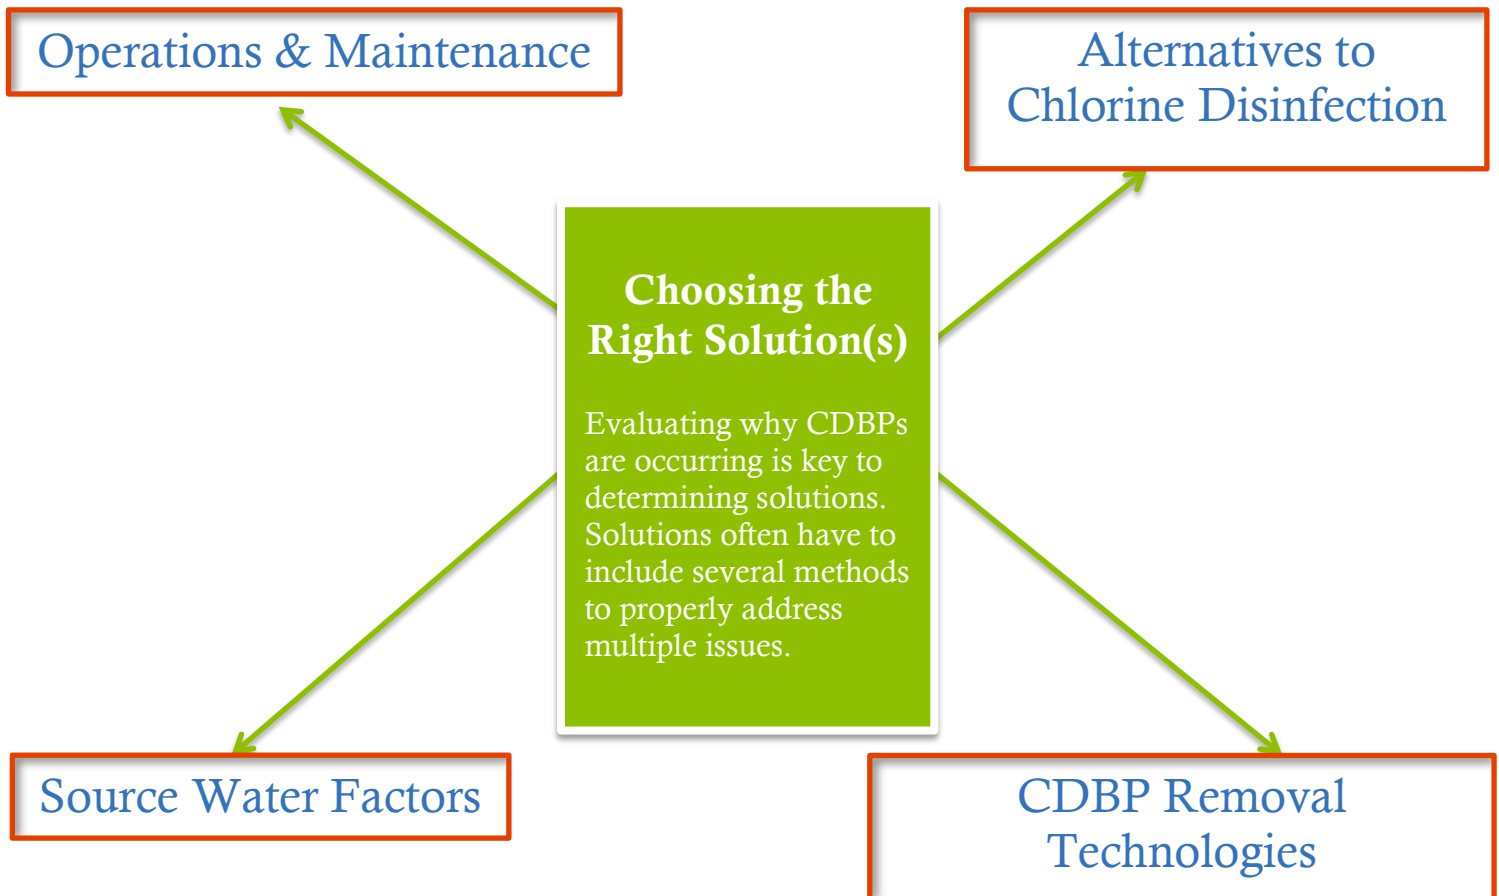 Operations & Maintenance
Alternatives to
Chlorine Disinfection
Choosing the
Right Solution(s)
Evaluating why CDBPs
are occurring is key to
determining solutions.
Solutions often have to
include several methods
to properly address
multiple issues.
Source Water Factors
CDBP Removal
Technologies